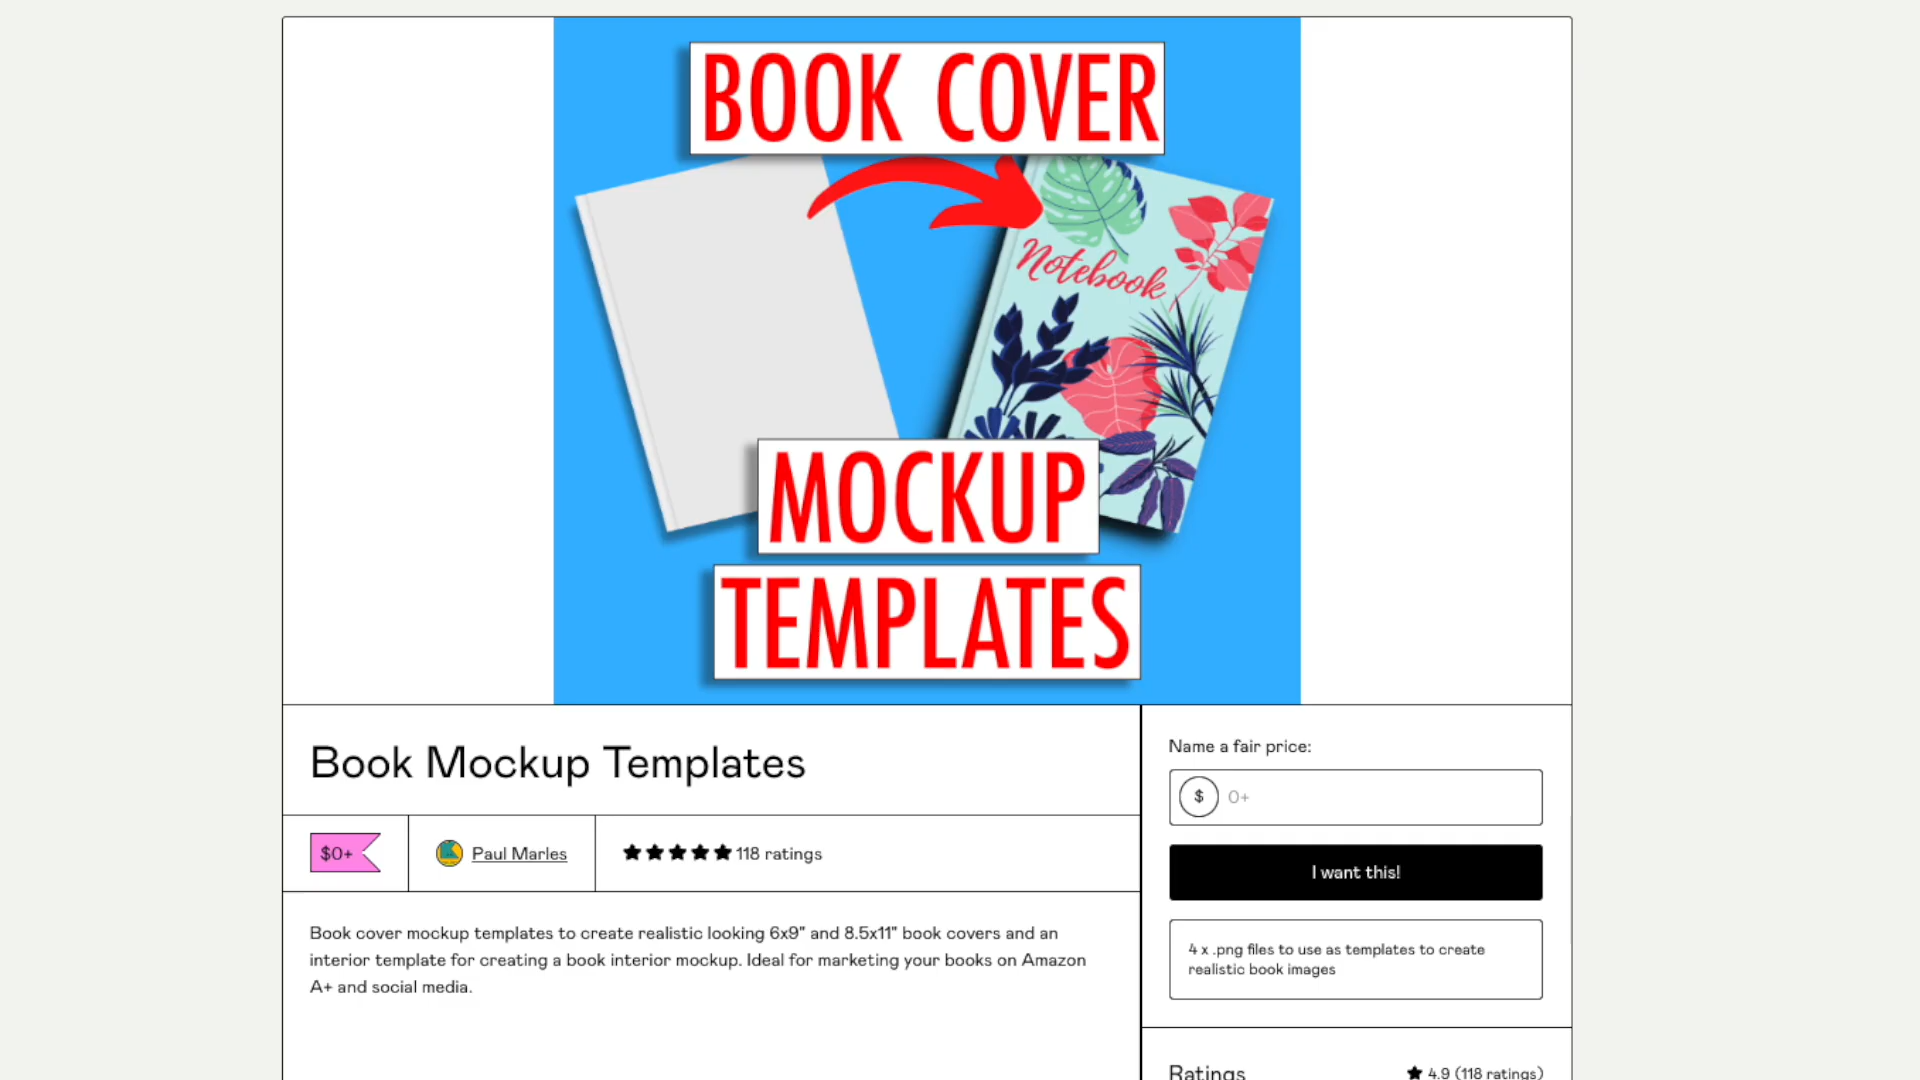 BOOK COVER
Notebook
MOCKUP
TEMPLATES
Book Mockup Templates
$0+
Paul Marles
118 ratings
Book cover mockup templates to create realistic looking 6x9" and 8.5x11" book covers and an
interior template for creating a book interior mockup. Ideal for marketing your books on Amazon
A+ and social media.
Name a fair price:
$ 0+
I want this!
4 x .png files to use as templates to create
realistic book images
Ratings
4.9 (118 ratings)